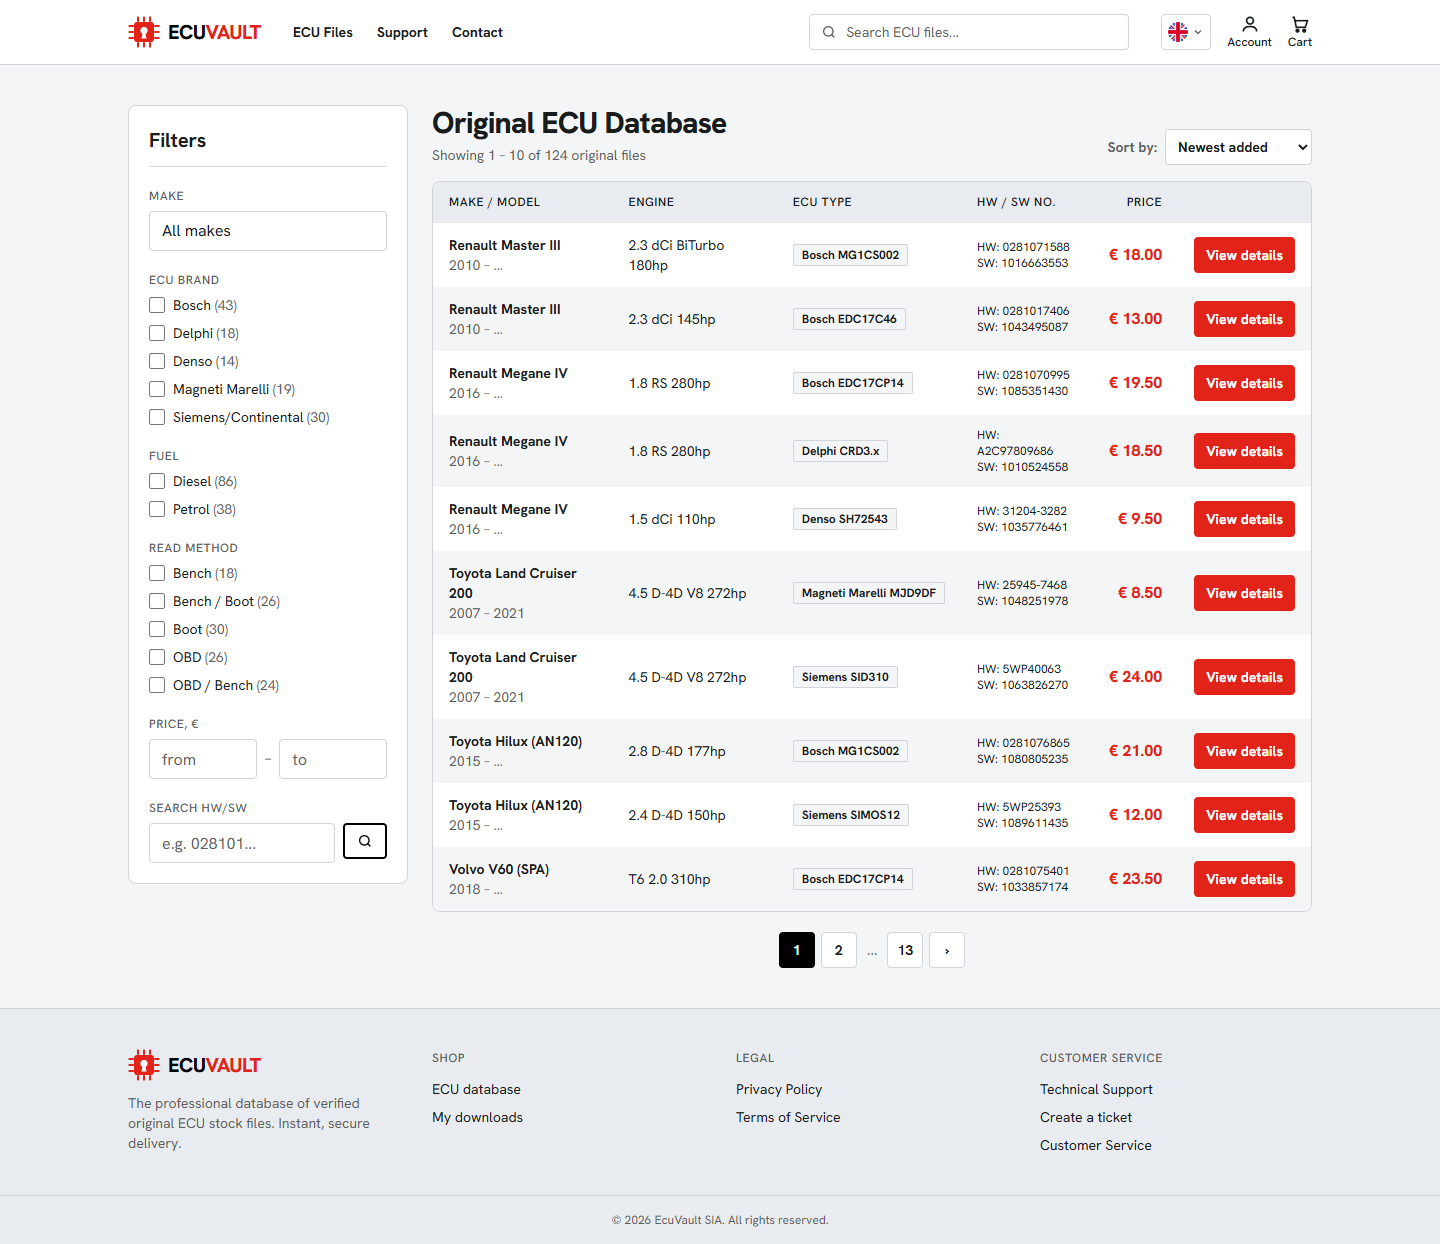 ECUVAULT
ECU Files
Support
Contact
Search ECU files...
Account
Cart
Filters
MAKE
All makes
ECU BRAND
Bosch (43)
Delphi (18)
Denso (14)
Magneti Marelli (19)
Siemens/Continental (30)
FUEL
Diesel (86)
Petrol (38)
READ METHOD
Bench (18)
Bench / Boot (26)
Boot (30)
OBD (26)
OBD / Bench (24)
PRICE, €
from – to
SEARCH HW/SW
e.g. 028101...
Original ECU Database
Showing 1 – 10 of 124 original files
Sort by: Newest added
MAKE / MODEL ENGINE ECU TYPE HW / SW NO. PRICE
Renault Master III
2010 – ...
2.3 dCi BiTurbo
180hp
Bosch MG1CS002
HW: 0281071588
SW: 1016663553
€ 18.00
View details
Renault Master III
2010 – ...
2.3 dCi 145hp
Bosch EDC17C46
HW: 0281017406
SW: 1043495087
€ 13.00
View details
Renault Megane IV
2016 – ...
1.8 RS 280hp
Bosch EDC17CP14
HW: 0281070995
SW: 1085351430
€ 19.50
View details
Renault Megane IV
2016 – ...
1.8 RS 280hp
Delphi CRD3.x
HW:
A2C97809686
SW: 1010524558
€ 18.50
View details
Renault Megane IV
2016 – ...
1.5 dCi 110hp
Denso SH72543
HW: 31204-3282
SW: 1035776461
€ 9.50
View details
Toyota Land Cruiser
200
2007 – 2021
4.5 D-4D V8 272hp
Magneti Marelli MJD9DF
HW: 25945-7468
SW: 1048251978
€ 8.50
View details
Toyota Land Cruiser
200
2007 – 2021
4.5 D-4D V8 272hp
Siemens SID310
HW: 5WP40063
SW: 1063826270
€ 24.00
View details
Toyota Hilux (AN120)
2015 – ...
2.8 D-4D 177hp
Bosch MG1CS002
HW: 0281076865
SW: 1080805235
€ 21.00
View details
Toyota Hilux (AN120)
2015 – ...
2.4 D-4D 150hp
Siemens SIMOS12
HW: 5WP25393
SW: 1089611435
€ 12.00
View details
Volvo V60 (SPA)
2018 – ...
T6 2.0 310hp
Bosch EDC17CP14
HW: 0281075401
SW: 1033857174
€ 23.50
View details
1 2 ... 13 ›
ECUVAULT
The professional database of verified
original ECU stock files. Instant, secure
delivery.
SHOP
ECU database
My downloads
LEGAL
Privacy Policy
Terms of Service
CUSTOMER SERVICE
Technical Support
Create a ticket
Customer Service
© 2026 EcuVault SIA. All rights reserved.